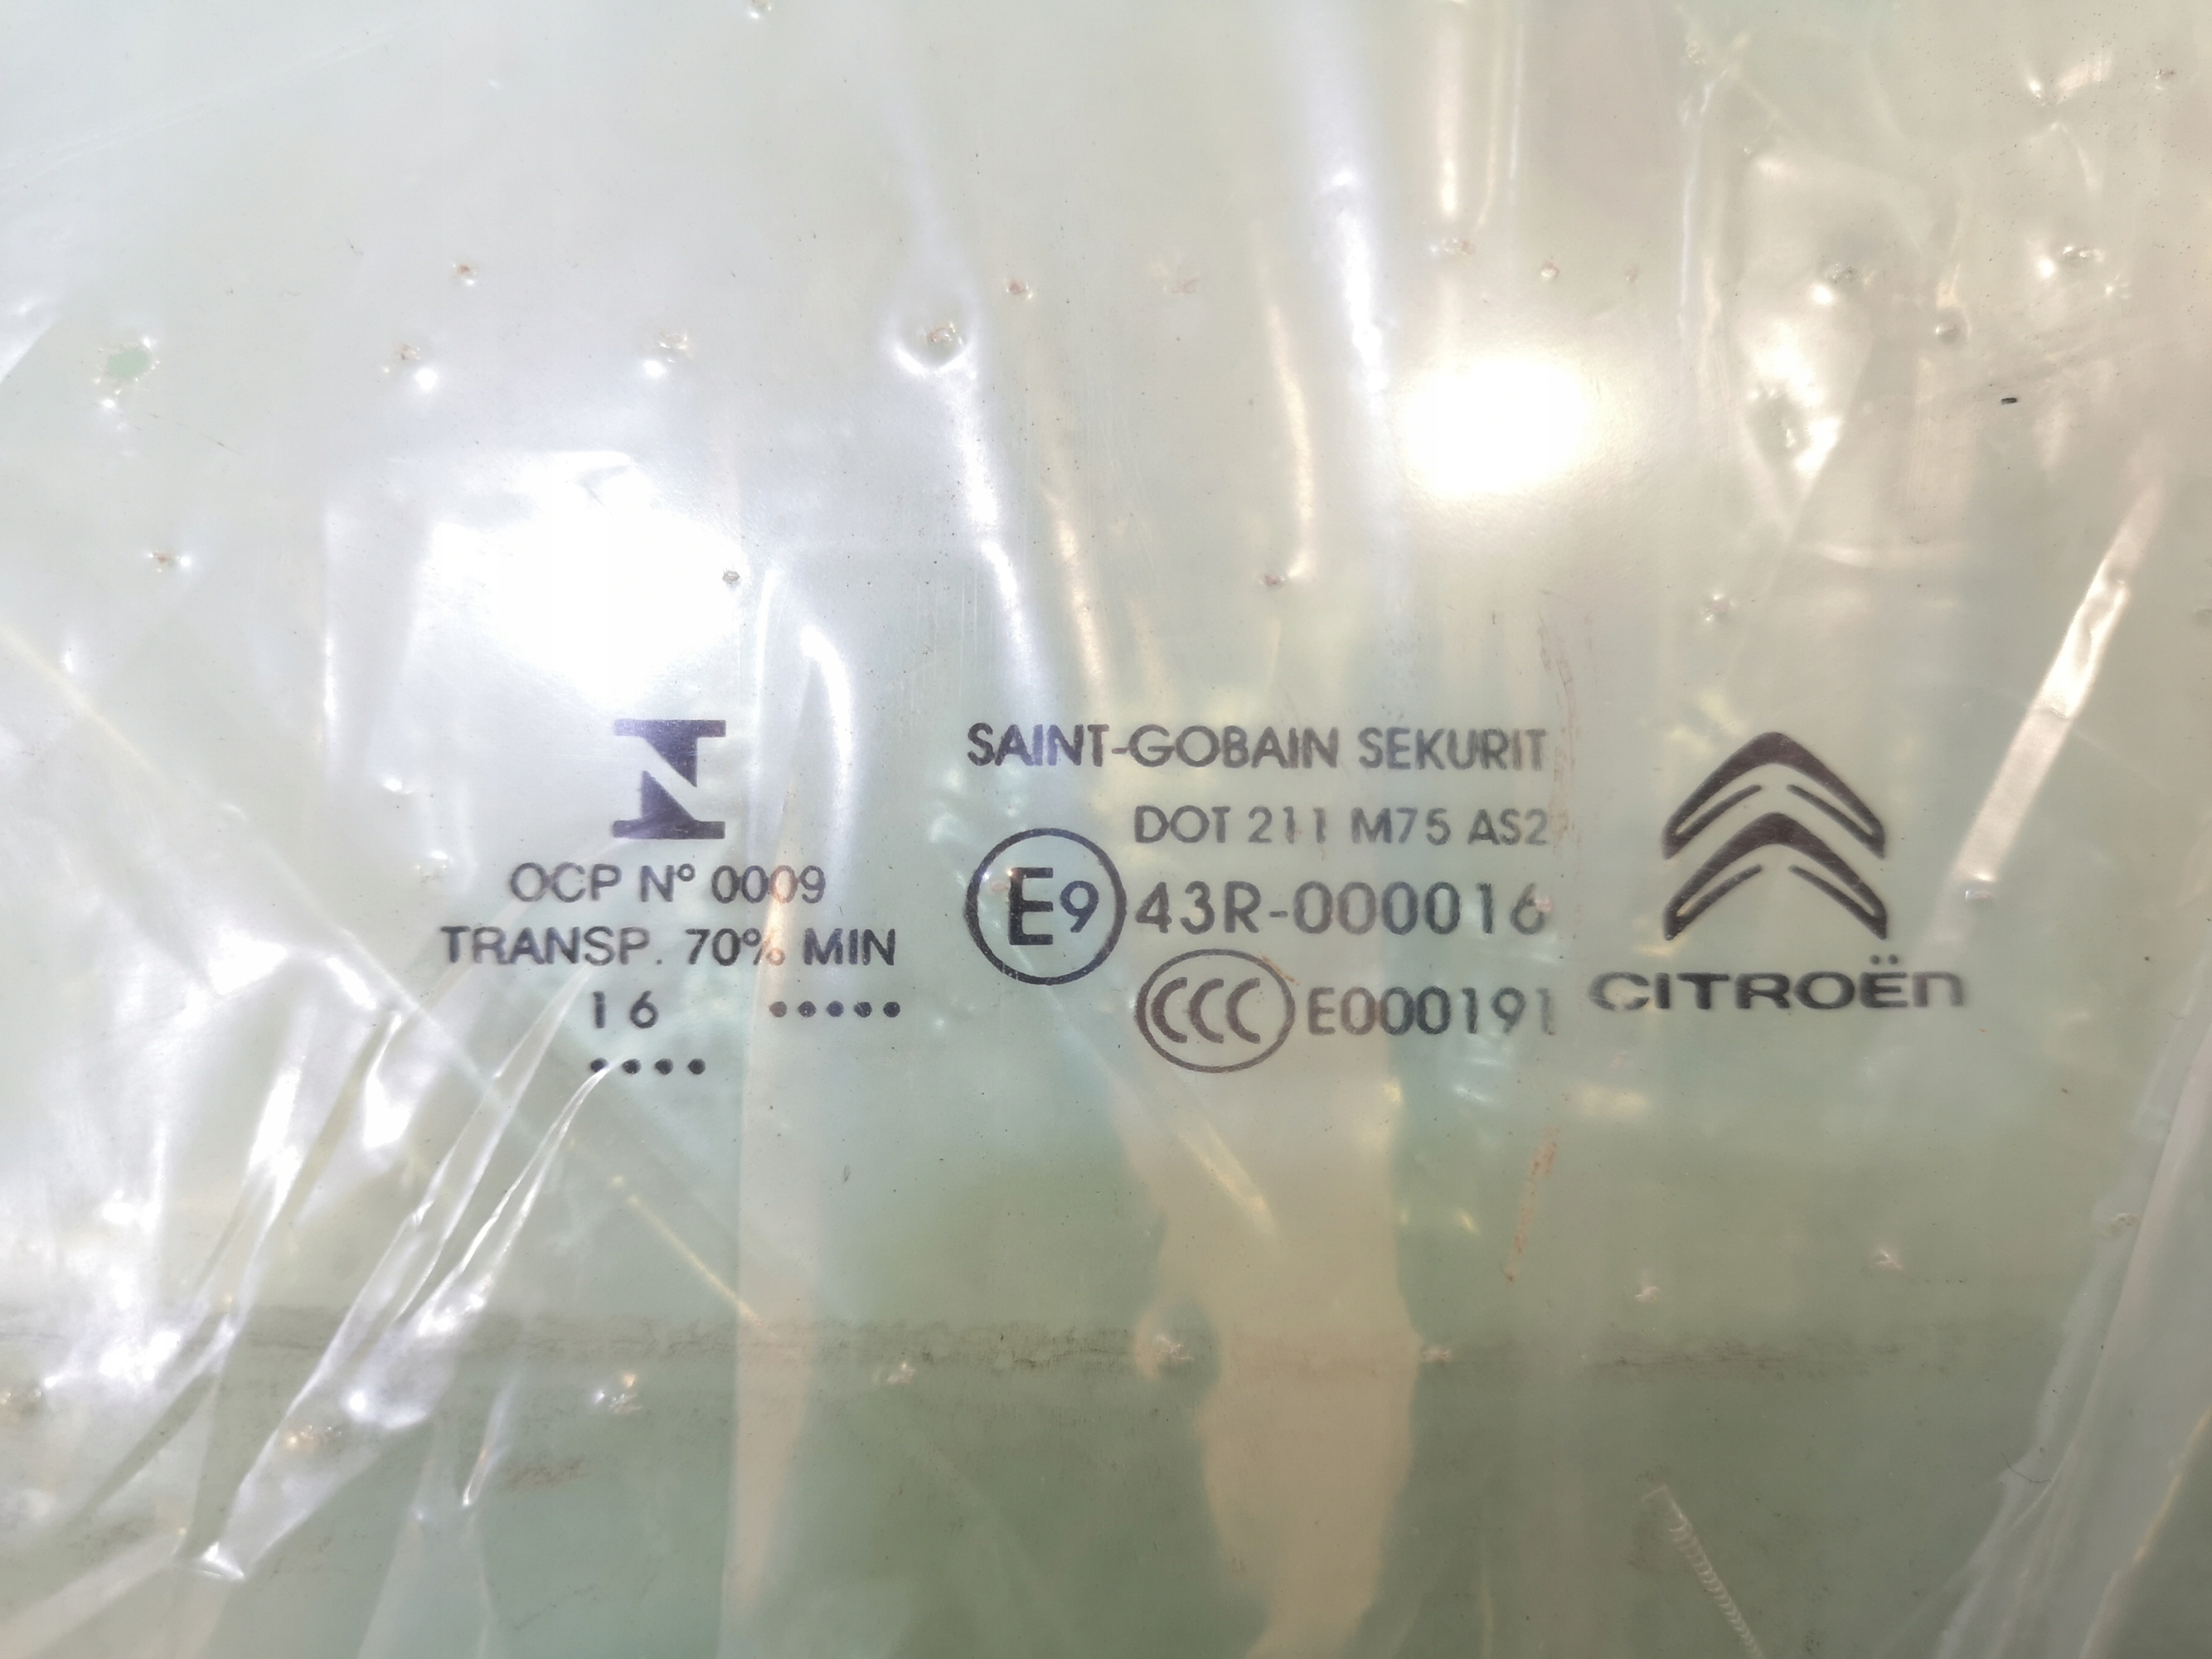 OCP N° 0009
TRANSP. 70% MIN
16 •••••
••••
SAINT-GOBAIN SEKURIT
DOT 211 M75 AS2
E9 43R-000016
CCC E000191
CITROËN